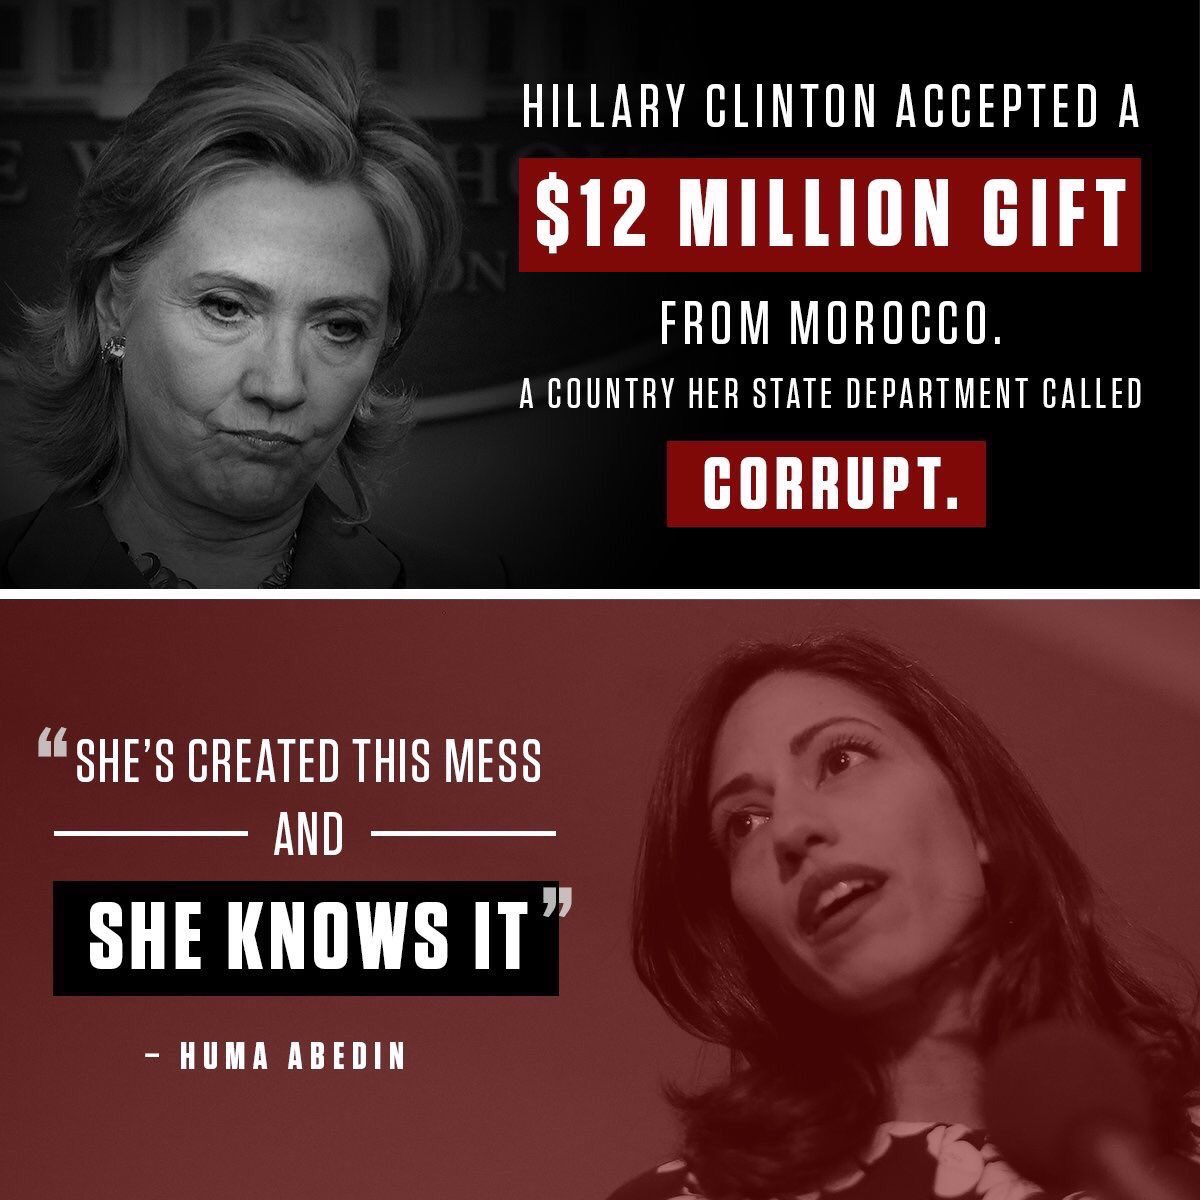 HILLARY CLINTON ACCEPTED A
$12 MILLION GIFT
FROM MOROCCO.
A COUNTRY HER STATE DEPARTMENT CALLED
CORRUPT.
“SHE’S CREATED THIS MESS
AND
SHE KNOWS IT”
– HUMA ABEDIN